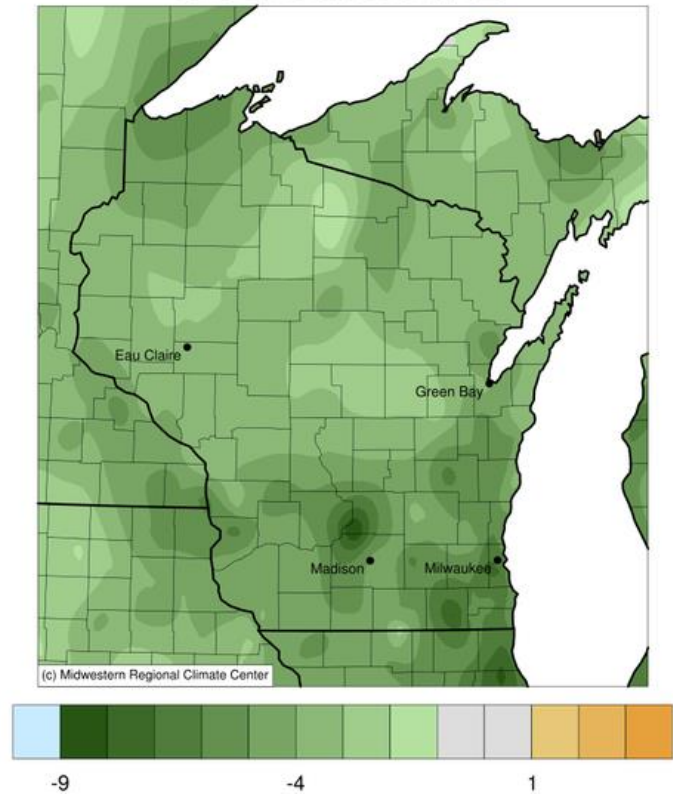 Eau Claire
Green Bay
Madison
Milwaukee
(c) Midwestern Regional Climate Center
-9
-4
1